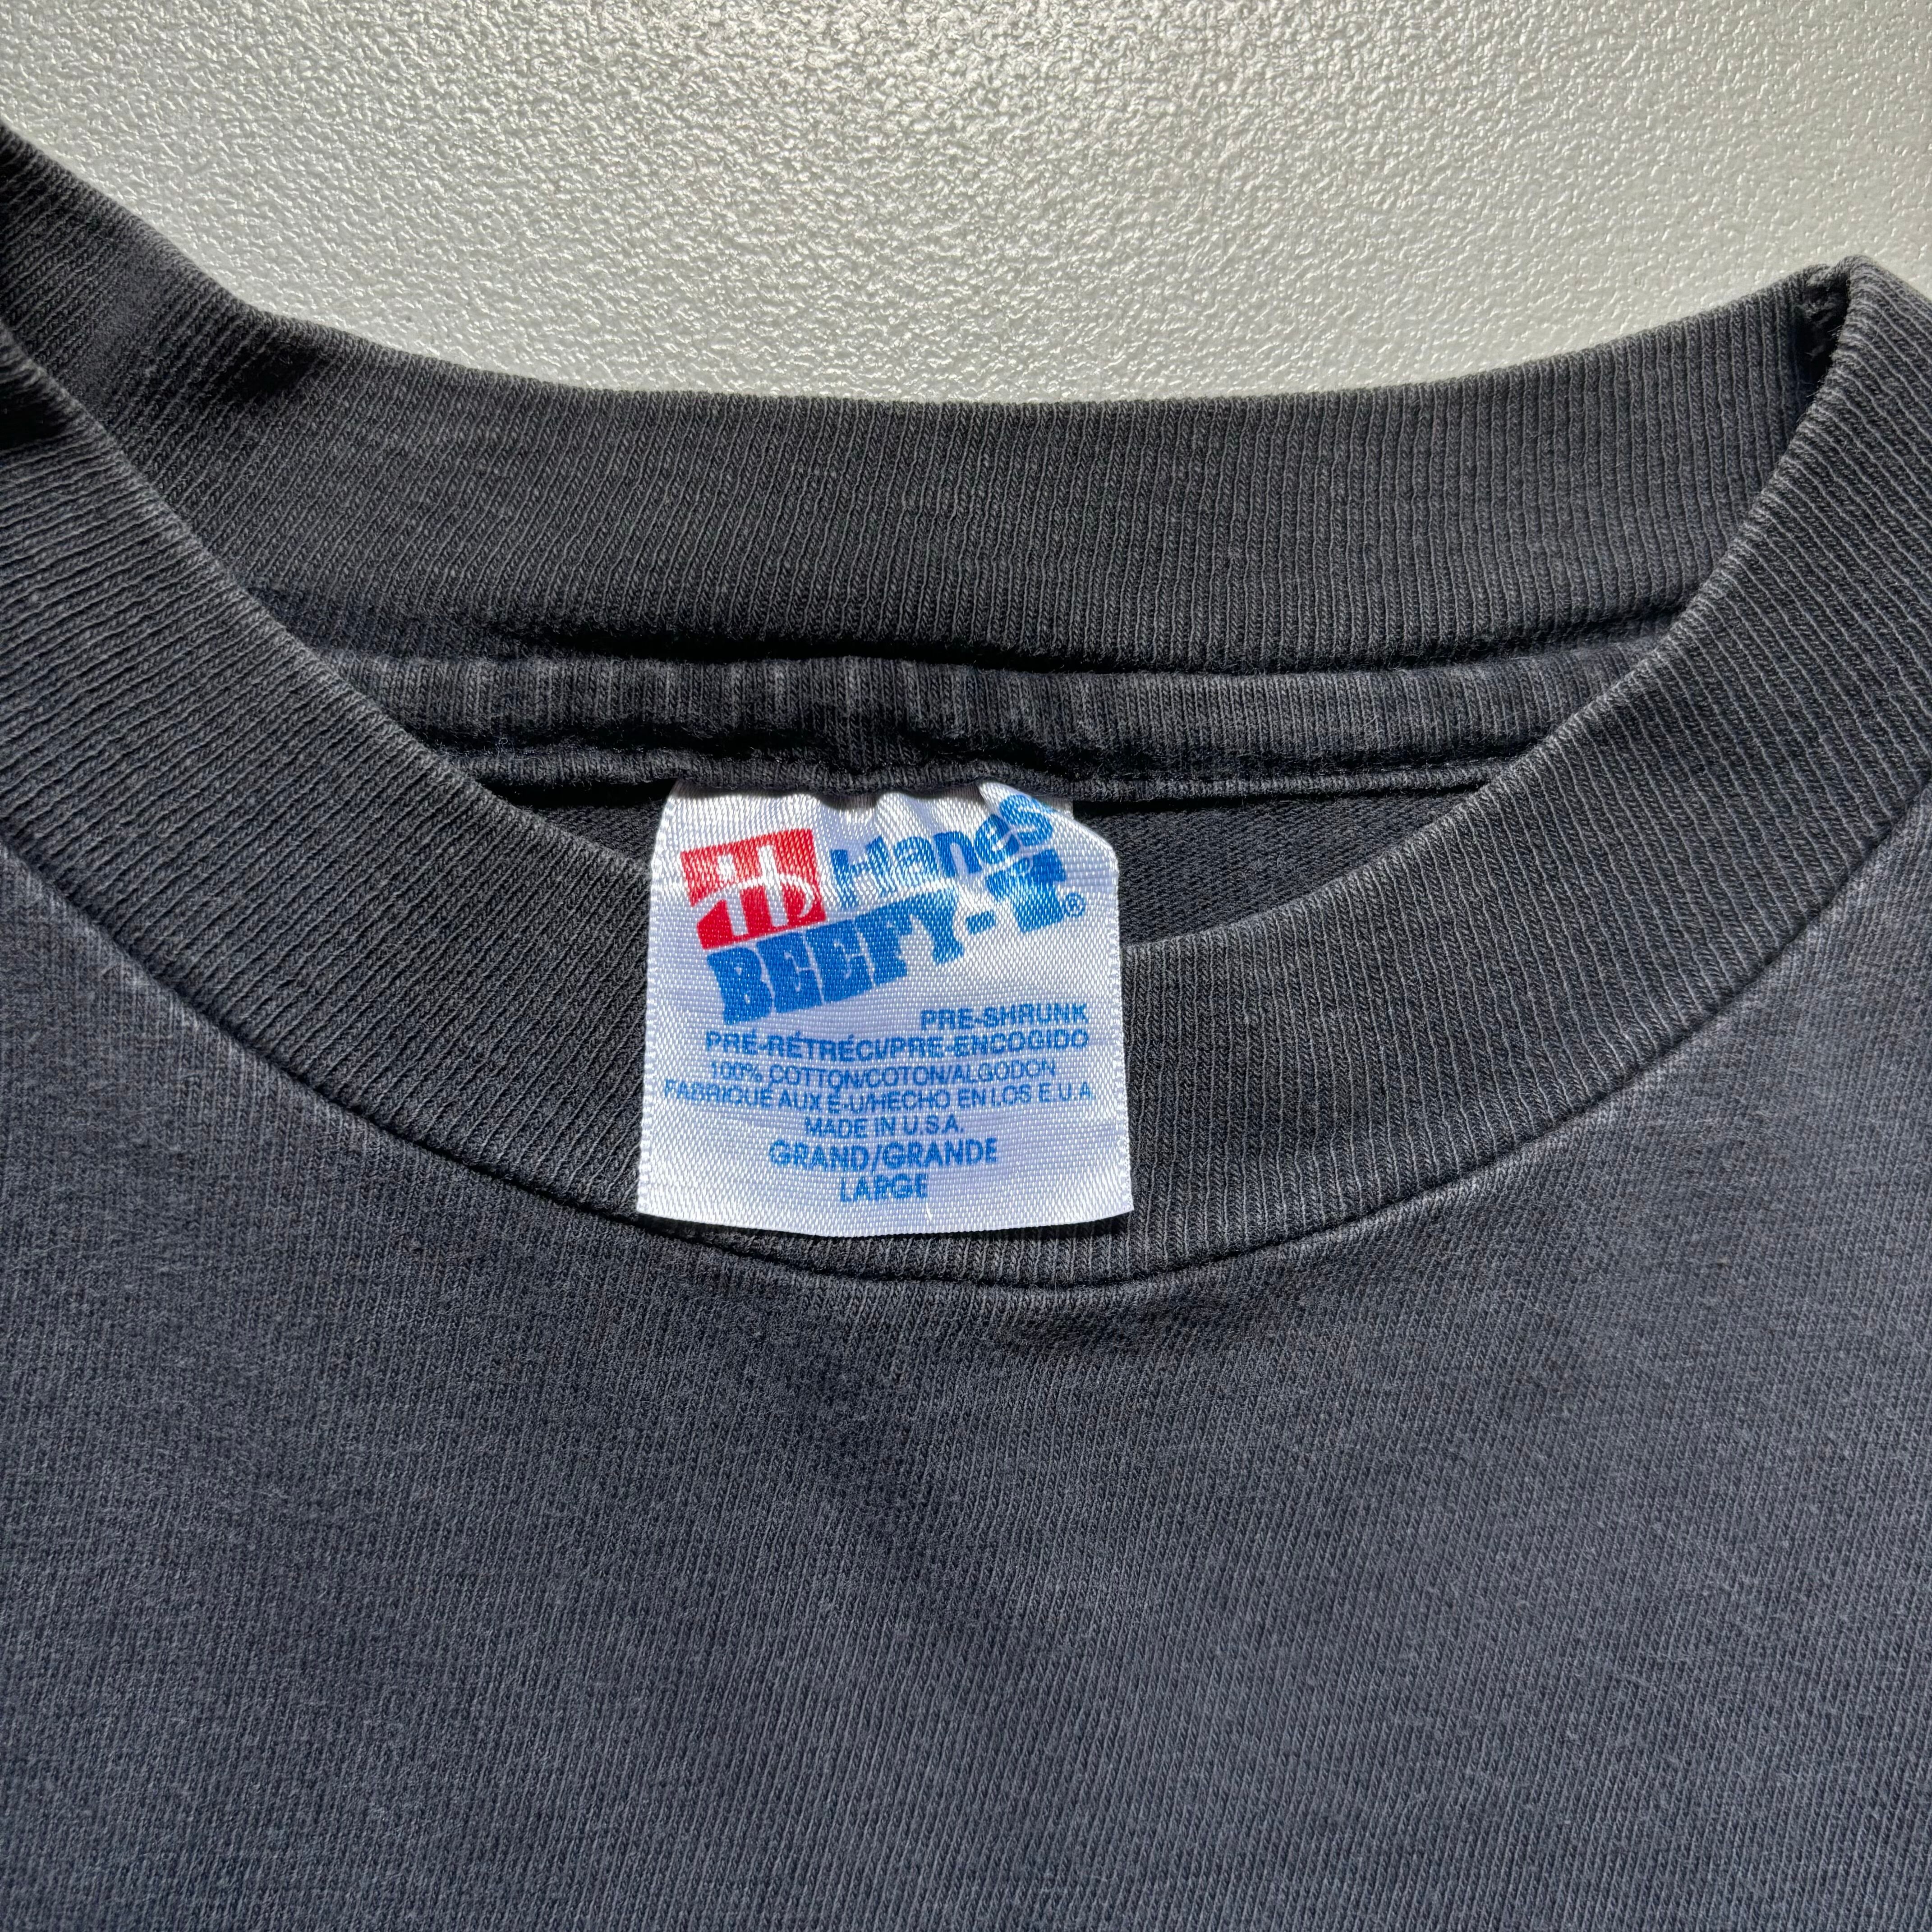 Hanes
BEEFY-T®
PRE-SHRUNK
PRÉ-RÉTRÉCI/PRE-ENCOGIDO
100% COTTON/COTON/ALGODON
FABRIQUÉ AUX É-U/HECHO EN LOS E.U.A
MADE IN U.S.A.
GRAND/GRANDE
LARGE